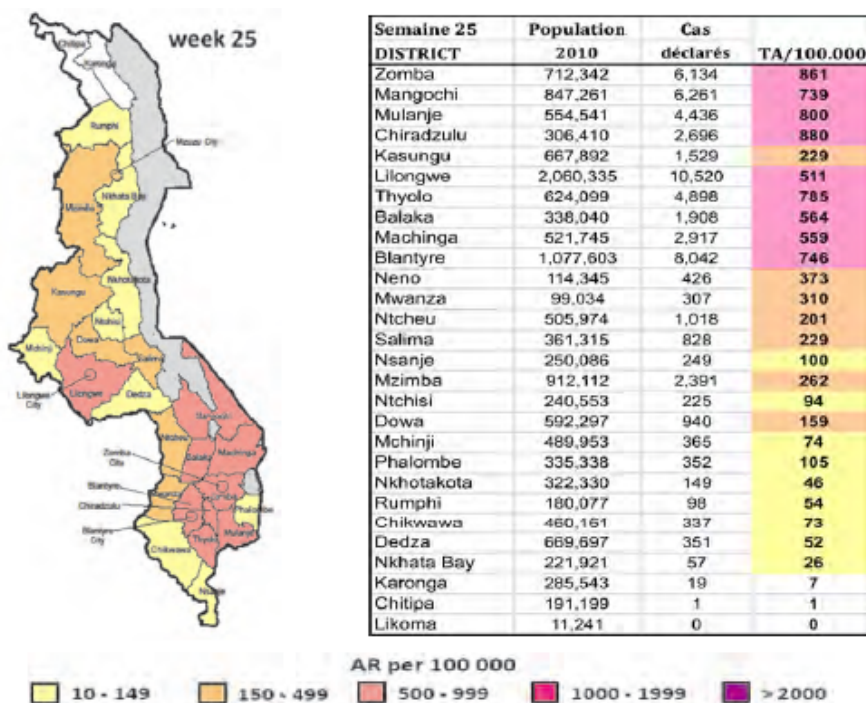 week 25
Chitipa
Karonga
Rumphi
Mzuzu City
Nkhata Bay
Mzimba
Nkhotakota
Kasungu
Ntchisi
Dowa
Mchinji
Salima
Lilongwe
Lilongwe City
Dedza
Mangochi
Ntcheu
Machinga
Zomba City
Balaka
Blantyre
Zomba
Chiradzulu
Phalombe
Blantyre City
Mulanje
Thyolo
Chikwawa
Nsanje
Semaine 25 Population Cas
DISTRICT 2010 déclarés TA/100.000
Zomba 712,342 6,134 861
Mangochi 847,261 6,261 739
Mulanje 554,541 4,436 800
Chiradzulu 306,410 2,696 880
Kasungu 667,892 1,529 229
Lilongwe 2,060,335 10,520 511
Thyolo 624,099 4,898 785
Balaka 338,040 1,908 564
Machinga 521,745 2,917 559
Blantyre 1,077,603 8,042 746
Neno 114,345 426 373
Mwanza 99,034 307 310
Ntcheu 505,974 1,018 201
Salima 361,315 828 229
Nsanje 250,086 249 100
Mzimba 912,112 2,391 262
Ntchisi 240,553 225 94
Dowa 592,297 940 159
Mchinji 489,953 365 74
Phalombe 335,338 352 105
Nkhotakota 322,330 149 46
Rumphi 180,077 98 54
Chikwawa 460,161 337 73
Dedza 669,697 351 52
Nkhata Bay 221,921 57 26
Karonga 285,543 19 7
Chitipa 191,199 1 1
Likoma 11,241 0 0
AR per 100 000
10 - 149 150 - 499 500 - 999 1000 - 1999 > 2000